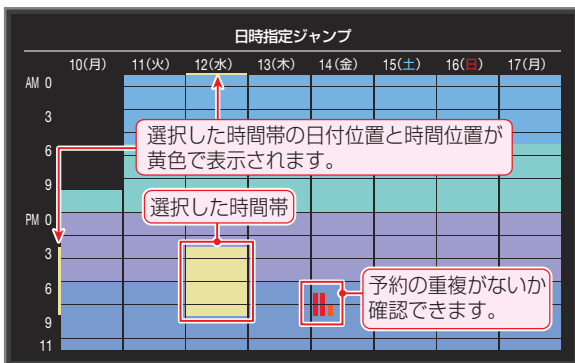 日時指定ジャンプ
10(月) 11(火) 12(水) 13(木) 14(金) 15(土) 16(日) 17(月)
AM 0
3
選択した時間帯の日付位置と時間位置が
黄色で表示されます。
6
9
選択した時間帯
PM 0
3
予約の重複がないか
確認できます。
6
9
11